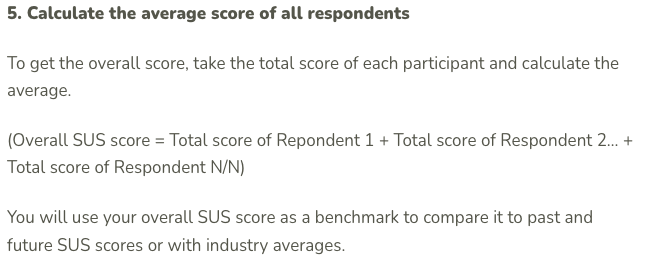 5. Calculate the average score of all respondents
To get the overall score, take the total score of each participant and calculate the
average.
(Overall SUS score = Total score of Repondent 1 + Total score of Respondent 2... +
Total score of Respondent N/N)
You will use your overall SUS score as a benchmark to compare it to past and
future SUS scores or with industry averages.